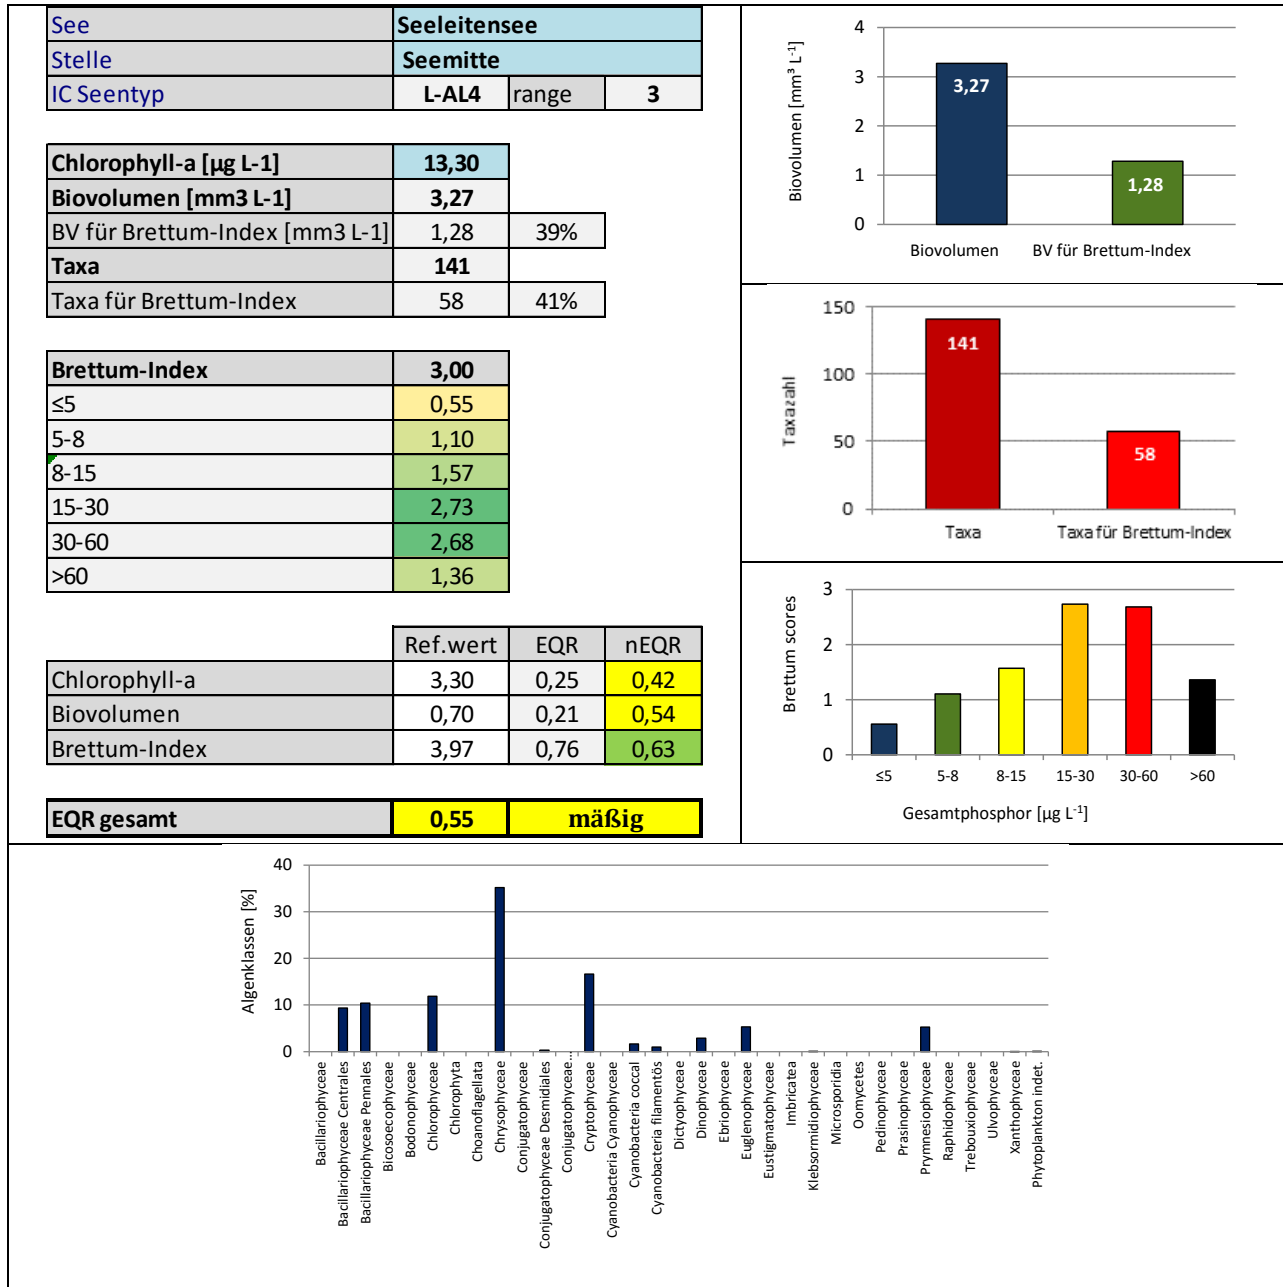 See Seeleitensee
Stelle Seemitte
IC Seentyp L-AL4 range 3
Chlorophyll-a [µg L-1] 13,30
Biovolumen [mm3 L-1] 3,27
BV für Brettum-Index [mm3 L-1] 1,28 39%
Taxa 141
Taxa für Brettum-Index 58 41%
Brettum-Index 3,00
≤5 0,55
5-8 1,10
8-15 1,57
15-30 2,73
30-60 2,68
>60 1,36
Ref.wert EQR nEQR
Chlorophyll-a 3,30 0,25 0,42
Biovolumen 0,70 0,21 0,54
Brettum-Index 3,97 0,76 0,63
EQR gesamt 0,55 mäßig
Biovolumen [mm³ L⁻¹]
4
3
2
1
0
3,27
1,28
Biovolumen BV für Brettum-Index
Taxazahl
150
100
50
0
141
58
Taxa Taxa für Brettum-Index
Brettum scores
3
2
1
0
≤5 5-8 8-15 15-30 30-60 >60
Gesamtphosphor [µg L⁻¹]
Algenklassen [%]
40
30
20
10
0
Bacillariophyceae
Bacillariophyceae Centrales
Bacillariophyceae Pennales
Bicosoecophyceae
Bodonophyceae
Chlorophyceae
Chlorophyta
Choanoflagellata
Chrysophyceae
Conjugatophyceae
Conjugatophyceae Desmidiales
Conjugatophyceae…
Cryptophyceae
Cyanobacteria Cyanophyceae
Cyanobacteria coccal
Cyanobacteria filamentös
Dictyophyceae
Dinophyceae
Ebriophyceae
Euglenophyceae
Eustigmatophyceae
Imbricatea
Klebsormidiophyceae
Microsporidia
Oomycetes
Pedinophyceae
Prasinophyceae
Prymnesiophyceae
Raphidophyceae
Trebouxiophyceae
Ulvophyceae
Xanthophyceae
Phytoplankton indet.